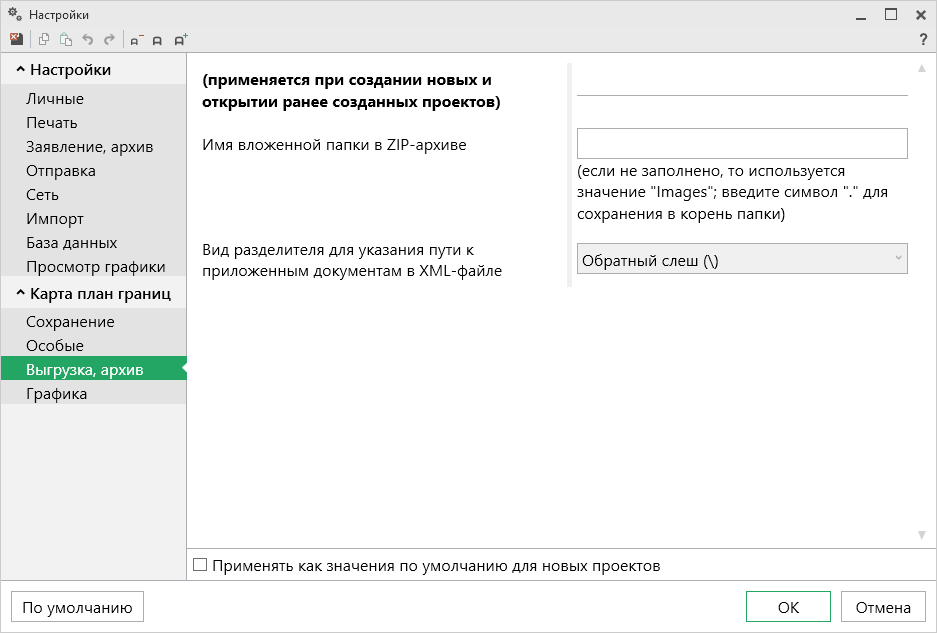 Настройки
?
Настройки
Личные
Печать
Заявление, архив
Отправка
Сеть
Импорт
База данных
Просмотр графики
Карта план границ
Сохранение
Особые
Выгрузка, архив
Графика
(применяется при создании новых и
открытии ранее созданных проектов)
Имя вложенной папки в ZIP-архиве
(если не заполнено, то используется
значение "Images"; введите символ "." для
сохранения в корень папки)
Вид разделителя для указания пути к
приложенным документам в XML-файле
Обратный слеш (\)
Применять как значения по умолчанию для новых проектов
По умолчанию
ОК
Отмена